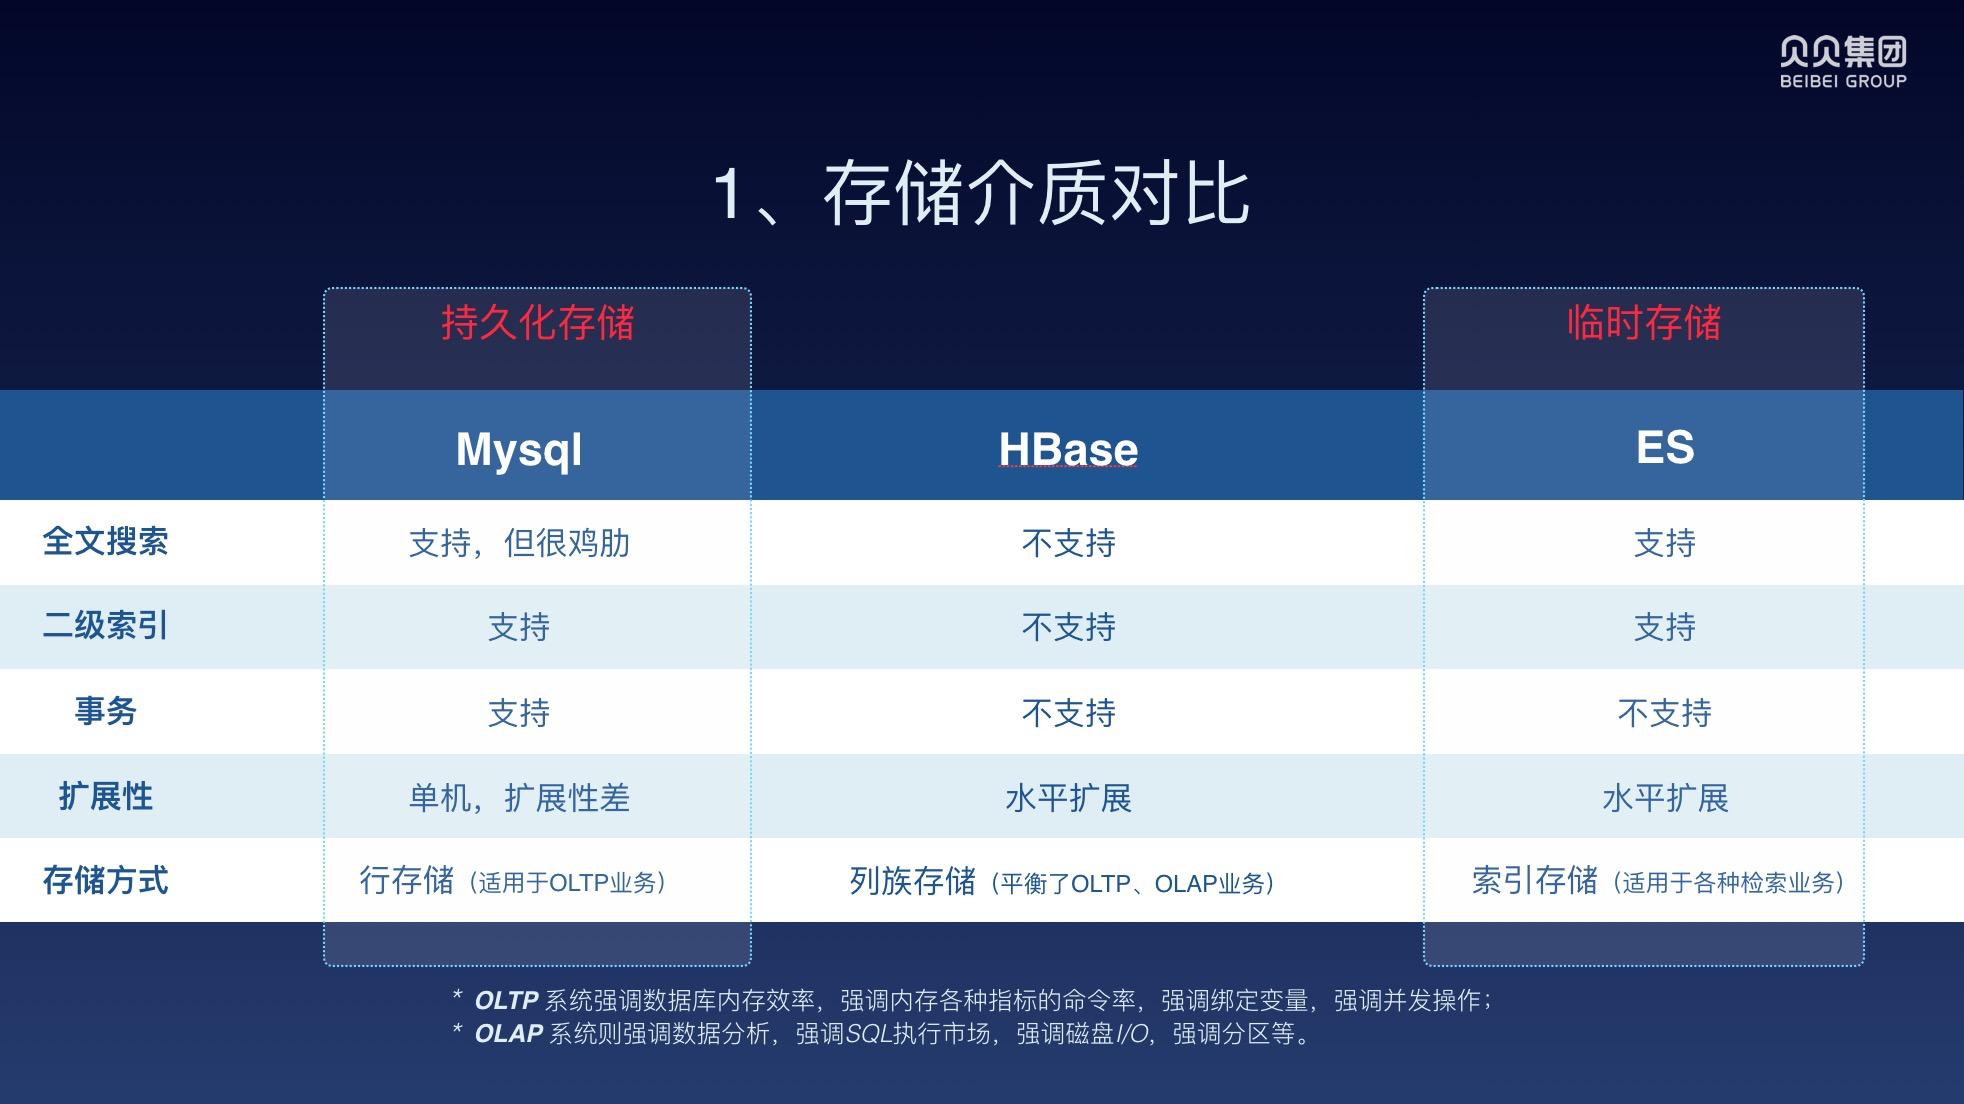 贝贝集团
BEIBEI GROUP
1、存储介质对比
持久化存储 临时存储
Mysql HBase ES
全文搜索 支持，但很鸡肋 不支持 支持
二级索引 支持 不支持 支持
事务 支持 不支持 不支持
扩展性 单机，扩展性差 水平扩展 水平扩展
存储方式 行存储（适用于OLTP业务） 列族存储（平衡了OLTP、OLAP业务） 索引存储（适用于各种检索业务）
* OLTP 系统强调数据库内存效率，强调内存各种指标的命令率，强调绑定变量，强调并发操作；
* OLAP 系统则强调数据分析，强调SQL执行市场，强调磁盘I/O，强调分区等。